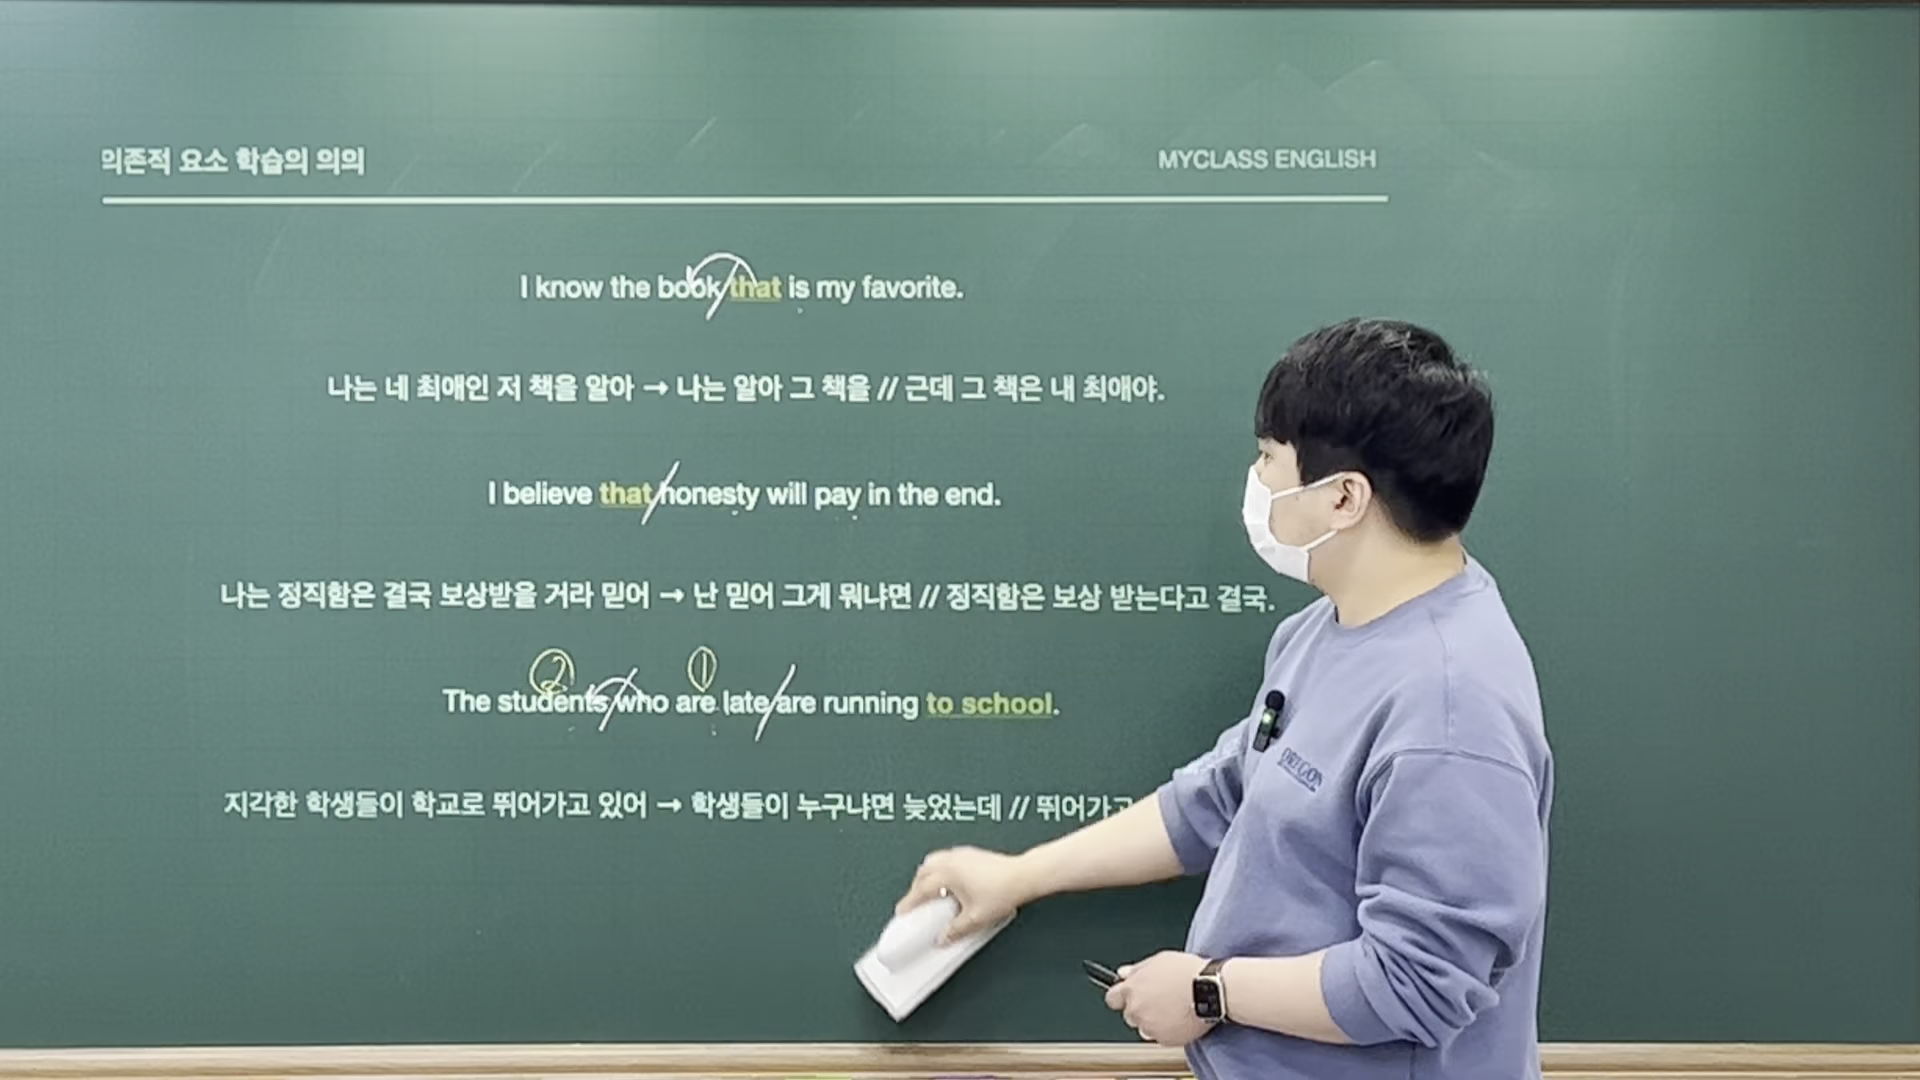 의존적 요소 학습의 의의
MYCLASS ENGLISH
I know the book that is my favorite.
나는 네 최애인 저 책을 알아 → 나는 알아 그 책을 // 근데 그 책은 내 최애야.
I believe that honesty will pay in the end.
나는 정직함은 결국 보상받을 거라 믿어 → 난 믿어 그게 뭐냐면 // 정직함은 보상 받는다고 결국.
② ①
The students who are late are running to school.
지각한 학생들이 학교로 뛰어가고 있어 → 학생들이 누구냐면 늦었는데 // 뛰어가고
OREGON